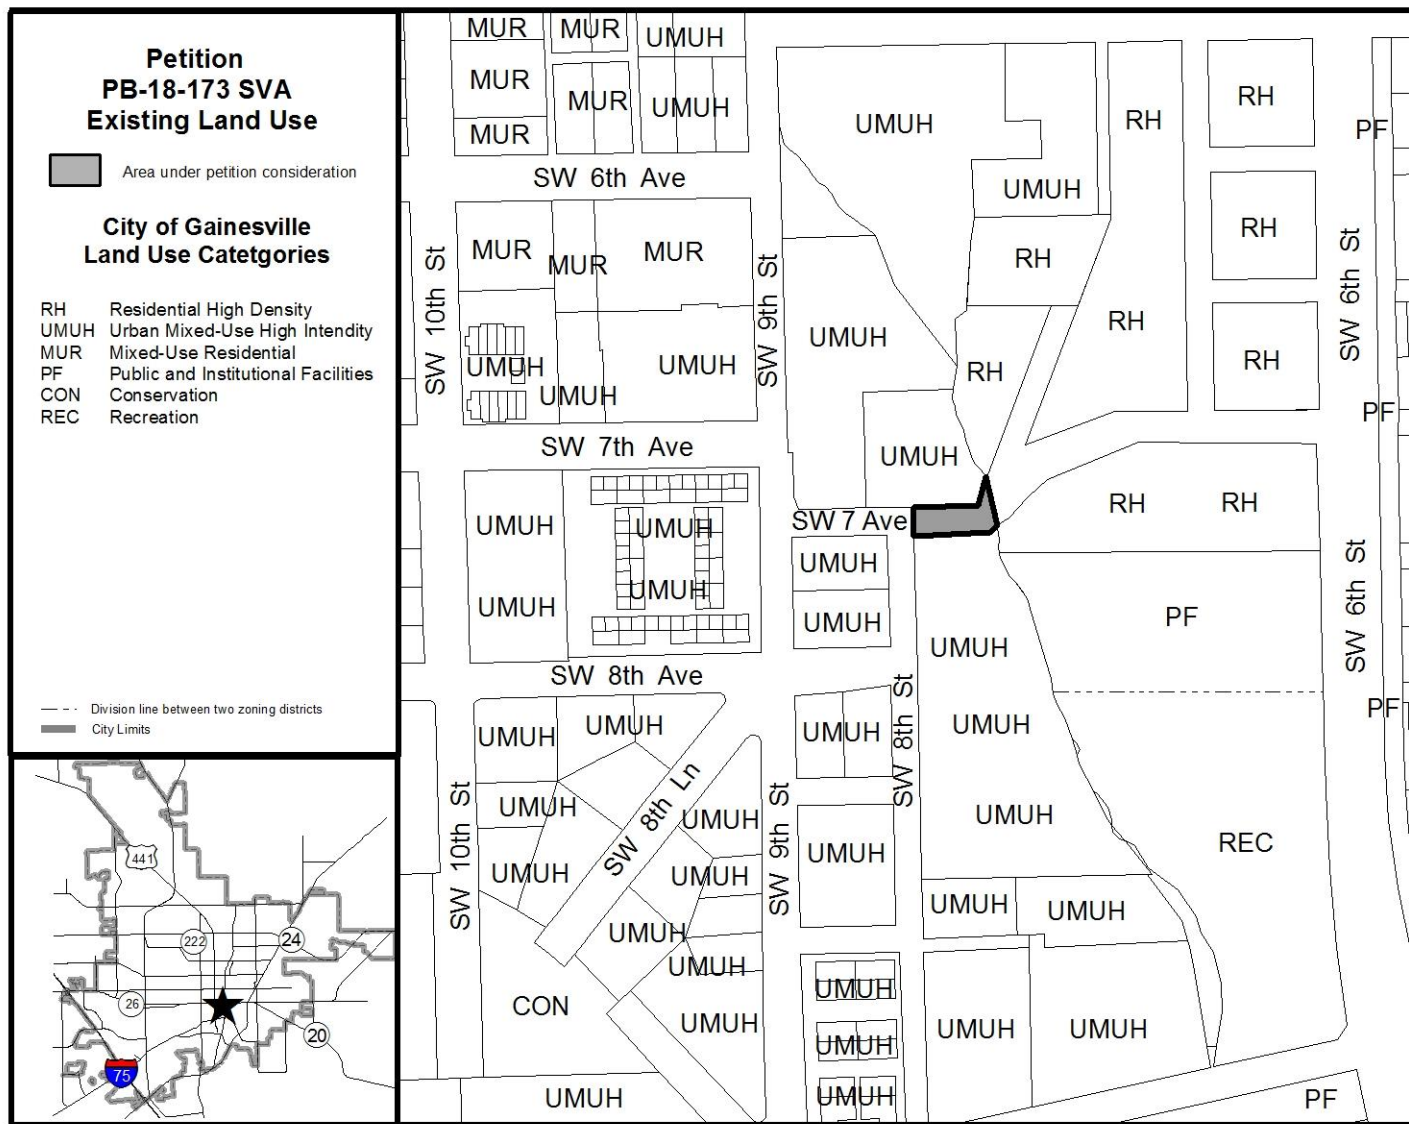 Petition
PB-18-173 SVA
Existing Land Use
Area under petition consideration
City of Gainesville
Land Use Catetgories
RH Residential High Density
UMUH Urban Mixed-Use High Intendity
MUR Mixed-Use Residential
PF Public and Institutional Facilities
CON Conservation
REC Recreation
Division line between two zoning districts
City Limits
441
222
24
26
20
75
MUR MUR UMUH
MUR MUR UMUH
MUR
UMUH RH RH PF
SW 6th Ave
UMUH
MUR MUR MUR
RH RH
SW 10th St
SW 9th St
SW 6th St
UMUH UMUH UMUH
UMUH RH RH RH
PF
SW 7th Ave
UMUH
RH RH
SW 7 Ave
UMUH UMUH UMUH
UMUH UMUH UMUH
PF
SW 6th St
SW 8th Ave
UMUH
PF
UMUH UMUH UMUH
SW 8th St
UMUH
SW 10th St
UMUH
SW 8th Ln
UMUH
SW 9th St
UMUH
UMUH
UMUH UMUH
REC
UMUH
UMUH UMUH
UMUH
CON
UMUH
UMUH
UMUH
UMUH UMUH
UMUH
UMUH
UMUH
PF